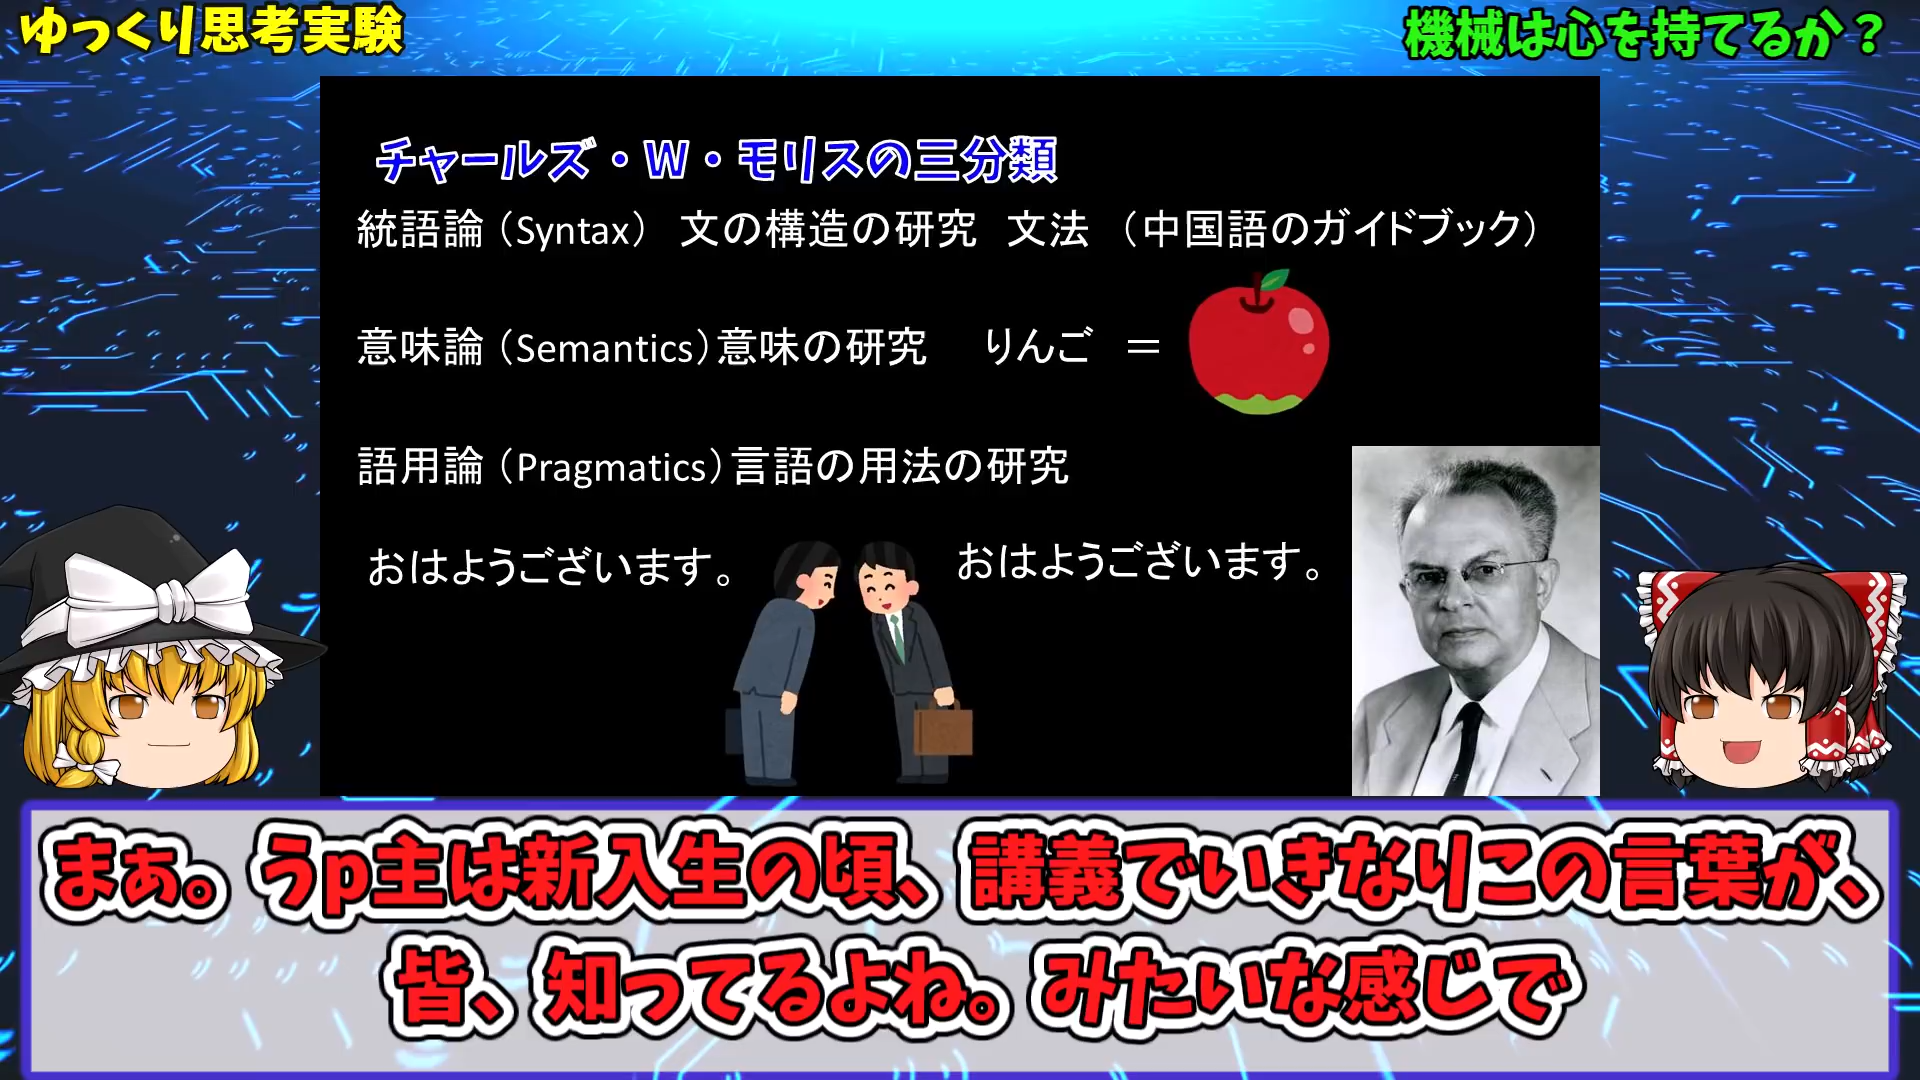 ゆっくり思考実験
機械は心を持てるか？
チャールズ・W・モリスの三分類
統語論（Syntax） 文の構造の研究 文法 （中国語のガイドブック）
意味論（Semantics）意味の研究 りんご ＝
語用論（Pragmatics）言語の用法の研究
おはようございます。 おはようございます。
まぁ。うp主は新入生の頃、講義でいきなりこの言葉が、
皆、知ってるよね。みたいな感じで